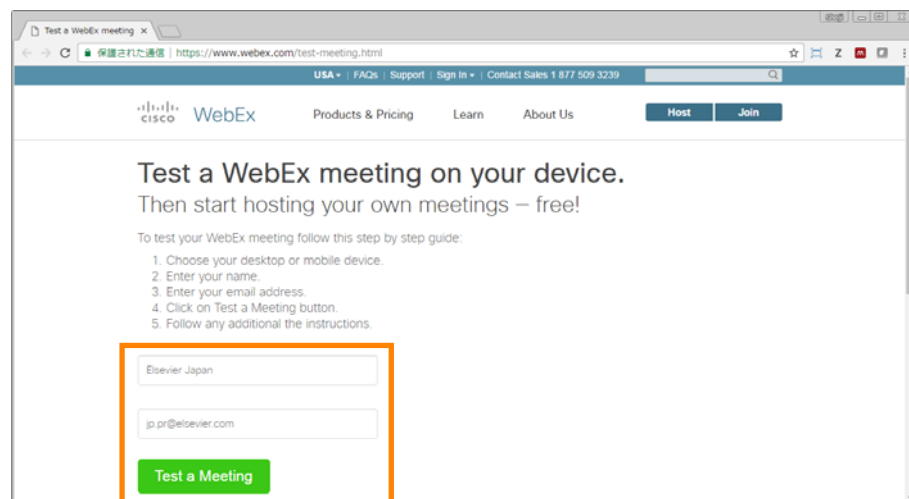 Test a WebEx meeting
保護された通信 | https://www.webex.com/test-meeting.html
USA | FAQs | Support | Sign In | Contact Sales 1 877 509 3239
CISCO WebEx Products & Pricing Learn About Us Host Join
Test a WebEx meeting on your device.
Then start hosting your own meetings – free!
To test your WebEx meeting follow this step by step guide:
1. Choose your desktop or mobile device.
2. Enter your name.
3. Enter your email address.
4. Click on Test a Meeting button.
5. Follow any additional the instructions.
Elsevier Japan
jp.pr@elsevier.com
Test a Meeting